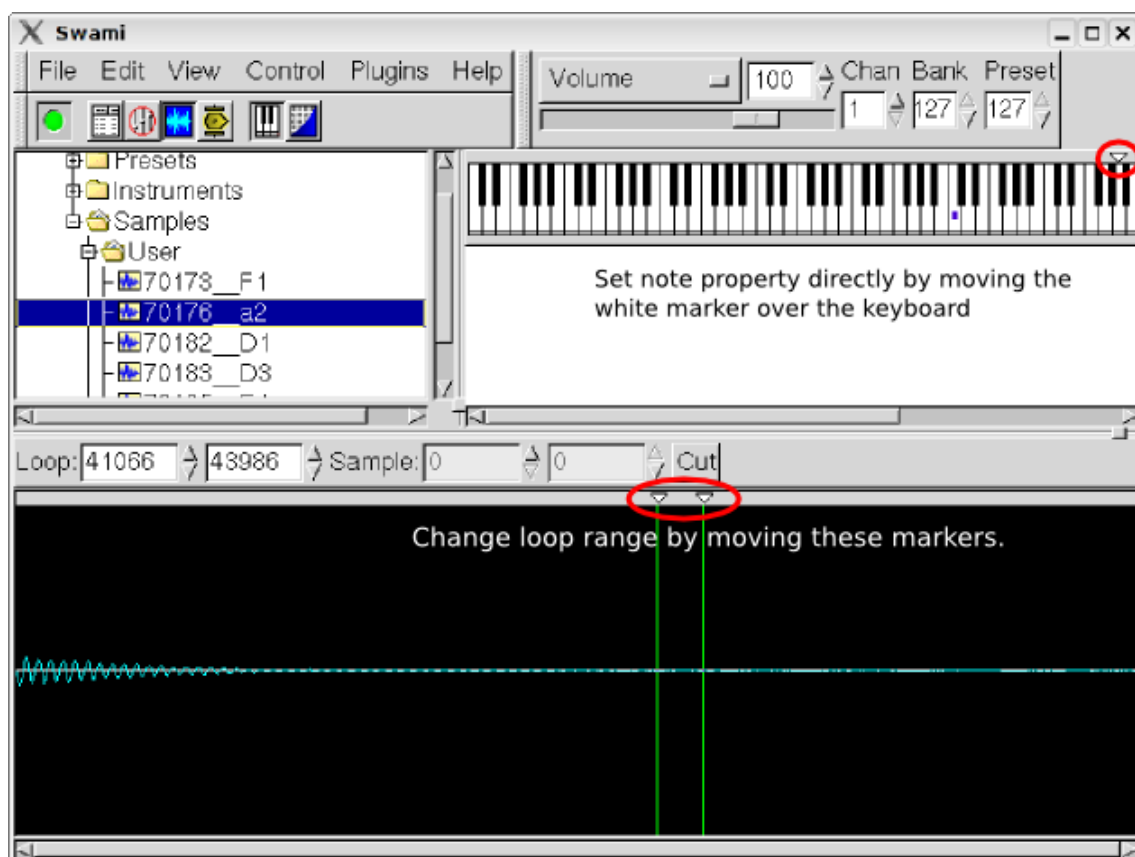 Swami
File Edit View Control Plugins Help
Volume 100 Chan Bank Preset
1 127 127
Presets
Instruments
Samples
User
70173__F1
70176__a2
70182__D1
70183__D3
Set note property directly by moving the
white marker over the keyboard
Loop: 41066 43986 Sample: 0 0 Cut
Change loop range by moving these markers.